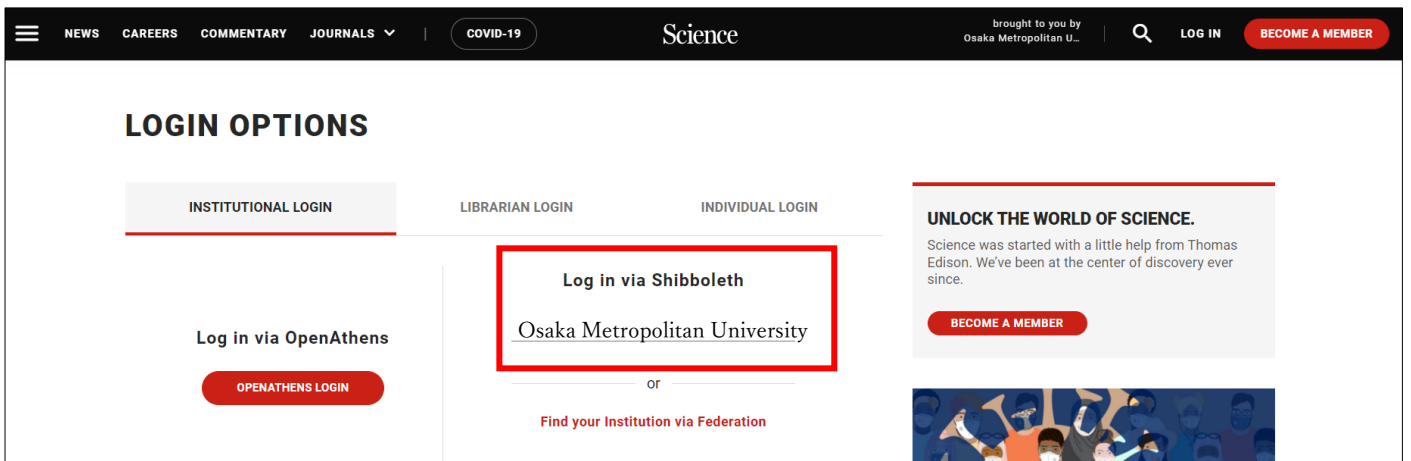 NEWS CAREERS COMMENTARY JOURNALS | COVID-19 Science brought to you by
Osaka Metropolitan U... LOG IN BECOME A MEMBER
LOGIN OPTIONS
INSTITUTIONAL LOGIN LIBRARIAN LOGIN INDIVIDUAL LOGIN
Log in via OpenAthens
OPENATHENS LOGIN
Log in via Shibboleth
Osaka Metropolitan University
or
Find your Institution via Federation
UNLOCK THE WORLD OF SCIENCE.
Science was started with a little help from Thomas
Edison. We've been at the center of discovery ever
since.
BECOME A MEMBER